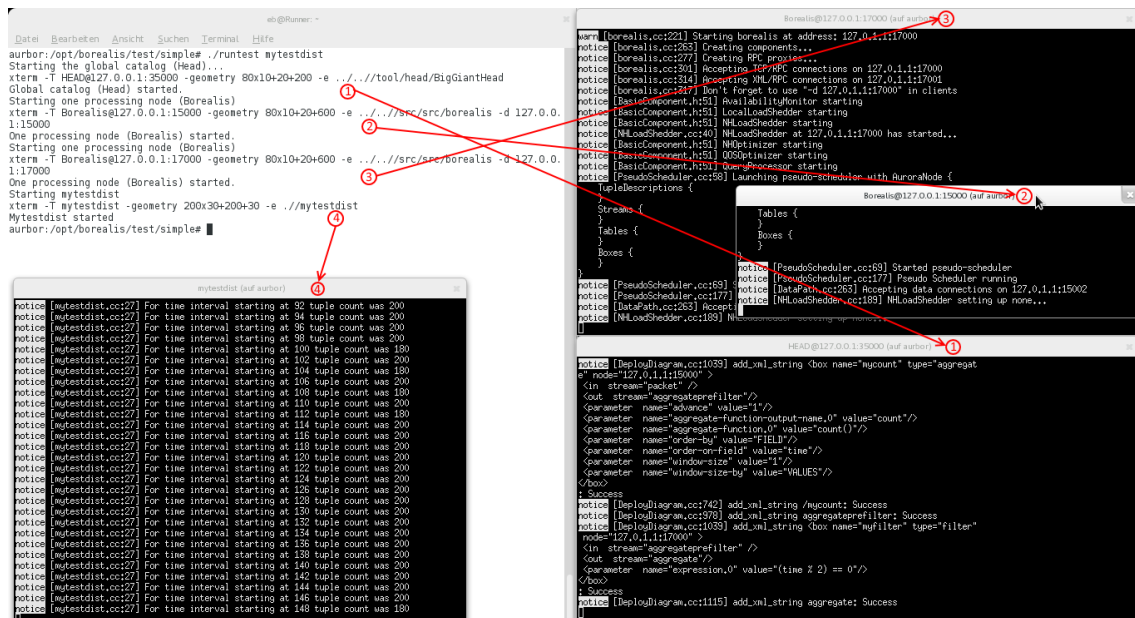 eb@Runner: ~
Datei Bearbeiten Ansicht Suchen Terminal Hilfe
aurbor:/opt/borealis/test/simple# ./runtest mytestdist
Starting the global catalog (Head)...
xterm -T HEAD@127.0.0.1:35000 -geometry 80x10+20+200 -e ../..//tool/head/BigGiantHead
Global catalog (Head) started.
Starting one processing node (Borealis)
xterm -T Borealis@127.0.0.1:15000 -geometry 80x10+20+600 -e ../..//src/src/borealis -d 127.0.0.
1:15000
One processing node (Borealis) started.
Starting one processing node (Borealis)
xterm -T Borealis@127.0.0.1:17000 -geometry 80x10+20+600 -e ../..//src/src/borealis -d 127.0.0.
1:17000
One processing node (Borealis) started.
Starting mytestdist
xterm -T mytestdist -geometry 200x30+200+30 -e .//mytestdist
Mytestdist started
aurbor:/opt/borealis/test/simple#
1
2
3
4
mytestdist (auf aurbor)
4
notice [mytestdist.cc:27] For time interval starting at 92 tuple count was 200
notice [mytestdist.cc:27] For time interval starting at 94 tuple count was 200
notice [mytestdist.cc:27] For time interval starting at 96 tuple count was 200
notice [mytestdist.cc:27] For time interval starting at 98 tuple count was 200
notice [mytestdist.cc:27] For time interval starting at 100 tuple count was 180
notice [mytestdist.cc:27] For time interval starting at 102 tuple count was 200
notice [mytestdist.cc:27] For time interval starting at 104 tuple count was 180
notice [mytestdist.cc:27] For time interval starting at 106 tuple count was 200
notice [mytestdist.cc:27] For time interval starting at 108 tuple count was 180
notice [mytestdist.cc:27] For time interval starting at 110 tuple count was 200
notice [mytestdist.cc:27] For time interval starting at 112 tuple count was 180
notice [mytestdist.cc:27] For time interval starting at 114 tuple count was 200
notice [mytestdist.cc:27] For time interval starting at 116 tuple count was 200
notice [mytestdist.cc:27] For time interval starting at 118 tuple count was 200
notice [mytestdist.cc:27] For time interval starting at 120 tuple count was 200
notice [mytestdist.cc:27] For time interval starting at 122 tuple count was 200
notice [mytestdist.cc:27] For time interval starting at 124 tuple count was 200
notice [mytestdist.cc:27] For time interval starting at 126 tuple count was 200
notice [mytestdist.cc:27] For time interval starting at 128 tuple count was 200
notice [mytestdist.cc:27] For time interval starting at 130 tuple count was 200
notice [mytestdist.cc:27] For time interval starting at 132 tuple count was 200
notice [mytestdist.cc:27] For time interval starting at 134 tuple count was 200
notice [mytestdist.cc:27] For time interval starting at 136 tuple count was 200
notice [mytestdist.cc:27] For time interval starting at 138 tuple count was 200
notice [mytestdist.cc:27] For time interval starting at 140 tuple count was 200
notice [mytestdist.cc:27] For time interval starting at 142 tuple count was 200
notice [mytestdist.cc:27] For time interval starting at 144 tuple count was 200
notice [mytestdist.cc:27] For time interval starting at 146 tuple count was 200
notice [mytestdist.cc:27] For time interval starting at 148 tuple count was 180
Borealis@127.0.0.1:17000 (auf aurbor)
3
warn [borealis.cc:221] Starting borealis at address: 127.0.1.1:17000
notice [borealis.cc:263] Creating components...
notice [borealis.cc:277] Creating RPC proxies...
notice [borealis.cc:301] Accepting TCP/RPC connections on 127.0.1.1:17000
notice [borealis.cc:314] Accepting XML/RPC connections on 127.0.1.1:17001
notice [borealis.cc:317] Don't forget to use "-d 127.0.1.1:17000" in clients
notice [BasicComponent.h:51] AvailabilityMonitor starting
notice [BasicComponent.h:51] LocalLoadShedder starting
notice [BasicComponent.h:51] NHLoadShedder starting
notice [NHLoadShedder.cc:40] NHLoadShedder at 127.0.1.1:17000 has started...
notice [BasicComponent.h:51] NHOptimizer starting
notice [BasicComponent.h:51] QOSOptimizer starting
notice [BasicComponent.h:51] QueryProcessor starting
notice [PseudoScheduler.cc:58] Launching pseudo-scheduler with AuroraNode {
TupleDescriptions {
}
Streams {
}
Tables {
}
Boxes {
}
}
notice [PseudoScheduler.cc:69]
notice [PseudoScheduler.cc:177]
notice [DataPath.cc:263] Accepti
notice [NHLoadShedder.cc:189] NHLoadShedder setting up none...
Borealis@127.0.0.1:15000 (auf aurbor)
2
Tables {
}
Boxes {
}
}
notice [PseudoScheduler.cc:69] Started pseudo-scheduler
notice [PseudoScheduler.cc:177] Pseudo Scheduler running
notice [DataPath.cc:263] Accepting data connections on 127.0.1.1:15002
notice [NHLoadShedder.cc:189] NHLoadShedder setting up none...
HEAD@127.0.0.1:35000 (auf aurbor)
1
notice [DeployDiagram.cc:1039] add_xml_string <box name="mycount" type="aggregat
e" node="127.0.1.1:15000" >
<in stream="packet" />
<out stream="aggregateprefilter"/>
<parameter name="advance" value="1"/>
<parameter name="aggregate-function-output-name.0" value="count"/>
<parameter name="aggregate-function.0" value="count()"/>
<parameter name="order-by" value="FIELD"/>
<parameter name="order-on-field" value="time"/>
<parameter name="window-size" value="1"/>
<parameter name="window-size-by" value="VALUES"/>
</box>
: Success
notice [DeployDiagram.cc:742] add_xml_string /mycount: Success
notice [DeployDiagram.cc:978] add_xml_string aggregateprefilter: Success
notice [DeployDiagram.cc:1039] add_xml_string <box name="myfilter" type="filter"
node="127.0.1.1:17000" >
<in stream="aggregateprefilter" />
<out stream="aggregate"/>
<parameter name="expression.0" value="(time % 2) == 0"/>
</box>
: Success
notice [DeployDiagram.cc:1115] add_xml_string aggregate: Success